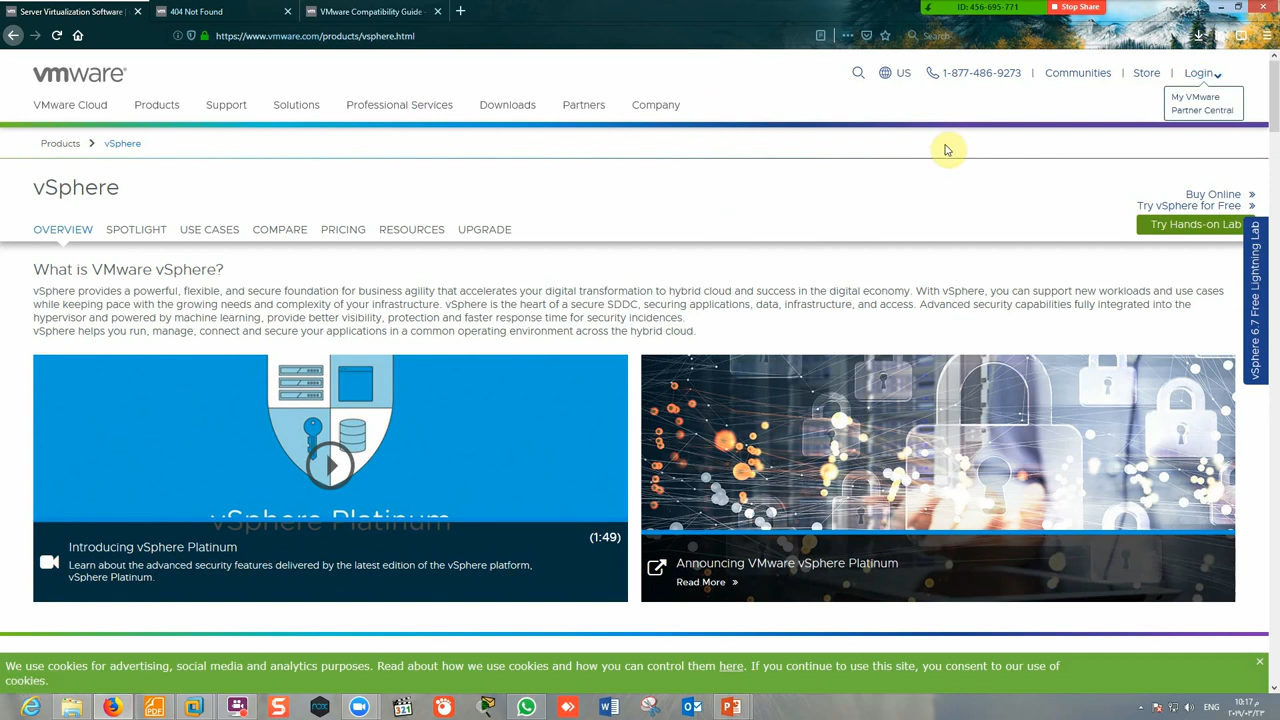 Server Virtualization Software
404 Not Found
VMware Compatibility Guide -
ID: 456-695-771
Stop Share
https://www.vmware.com/products/vsphere.html
Search
vmware
US
1-877-486-9273
Communities
Store
Login
My VMware
Partner Central
VMware Cloud
Products
Support
Solutions
Professional Services
Downloads
Partners
Company
Products
vSphere
vSphere
Buy Online
Try vSphere for Free
Try Hands-on Lab
OVERVIEW
SPOTLIGHT
USE CASES
COMPARE
PRICING
RESOURCES
UPGRADE
vSphere 6.7 Free Lightning Lab
What is VMware vSphere?
vSphere provides a powerful, flexible, and secure foundation for business agility that accelerates your digital transformation to hybrid cloud and success in the digital economy. With vSphere, you can support new workloads and use cases
while keeping pace with the growing needs and complexity of your infrastructure. vSphere is the heart of a secure SDDC, securing applications, data, infrastructure, and access. Advanced security capabilities fully integrated into the
hypervisor and powered by machine learning, provide better visibility, protection and faster response time for security incidences.
vSphere helps you run, manage, connect and secure your applications in a common operating environment across the hybrid cloud.
vSphere Platinum
(1:49)
Introducing vSphere Platinum
Learn about the advanced security features delivered by the latest edition of the vSphere platform,
vSphere Platinum.
Announcing VMware vSphere Platinum
Read More
We use cookies for advertising, social media and analytics purposes. Read about how we use cookies and how you can control them here. If you continue to use this site, you consent to our use of
cookies.
PDF
S
nox
321
W
P
10:17 م
٢٠١٩/٠٣/٢٣